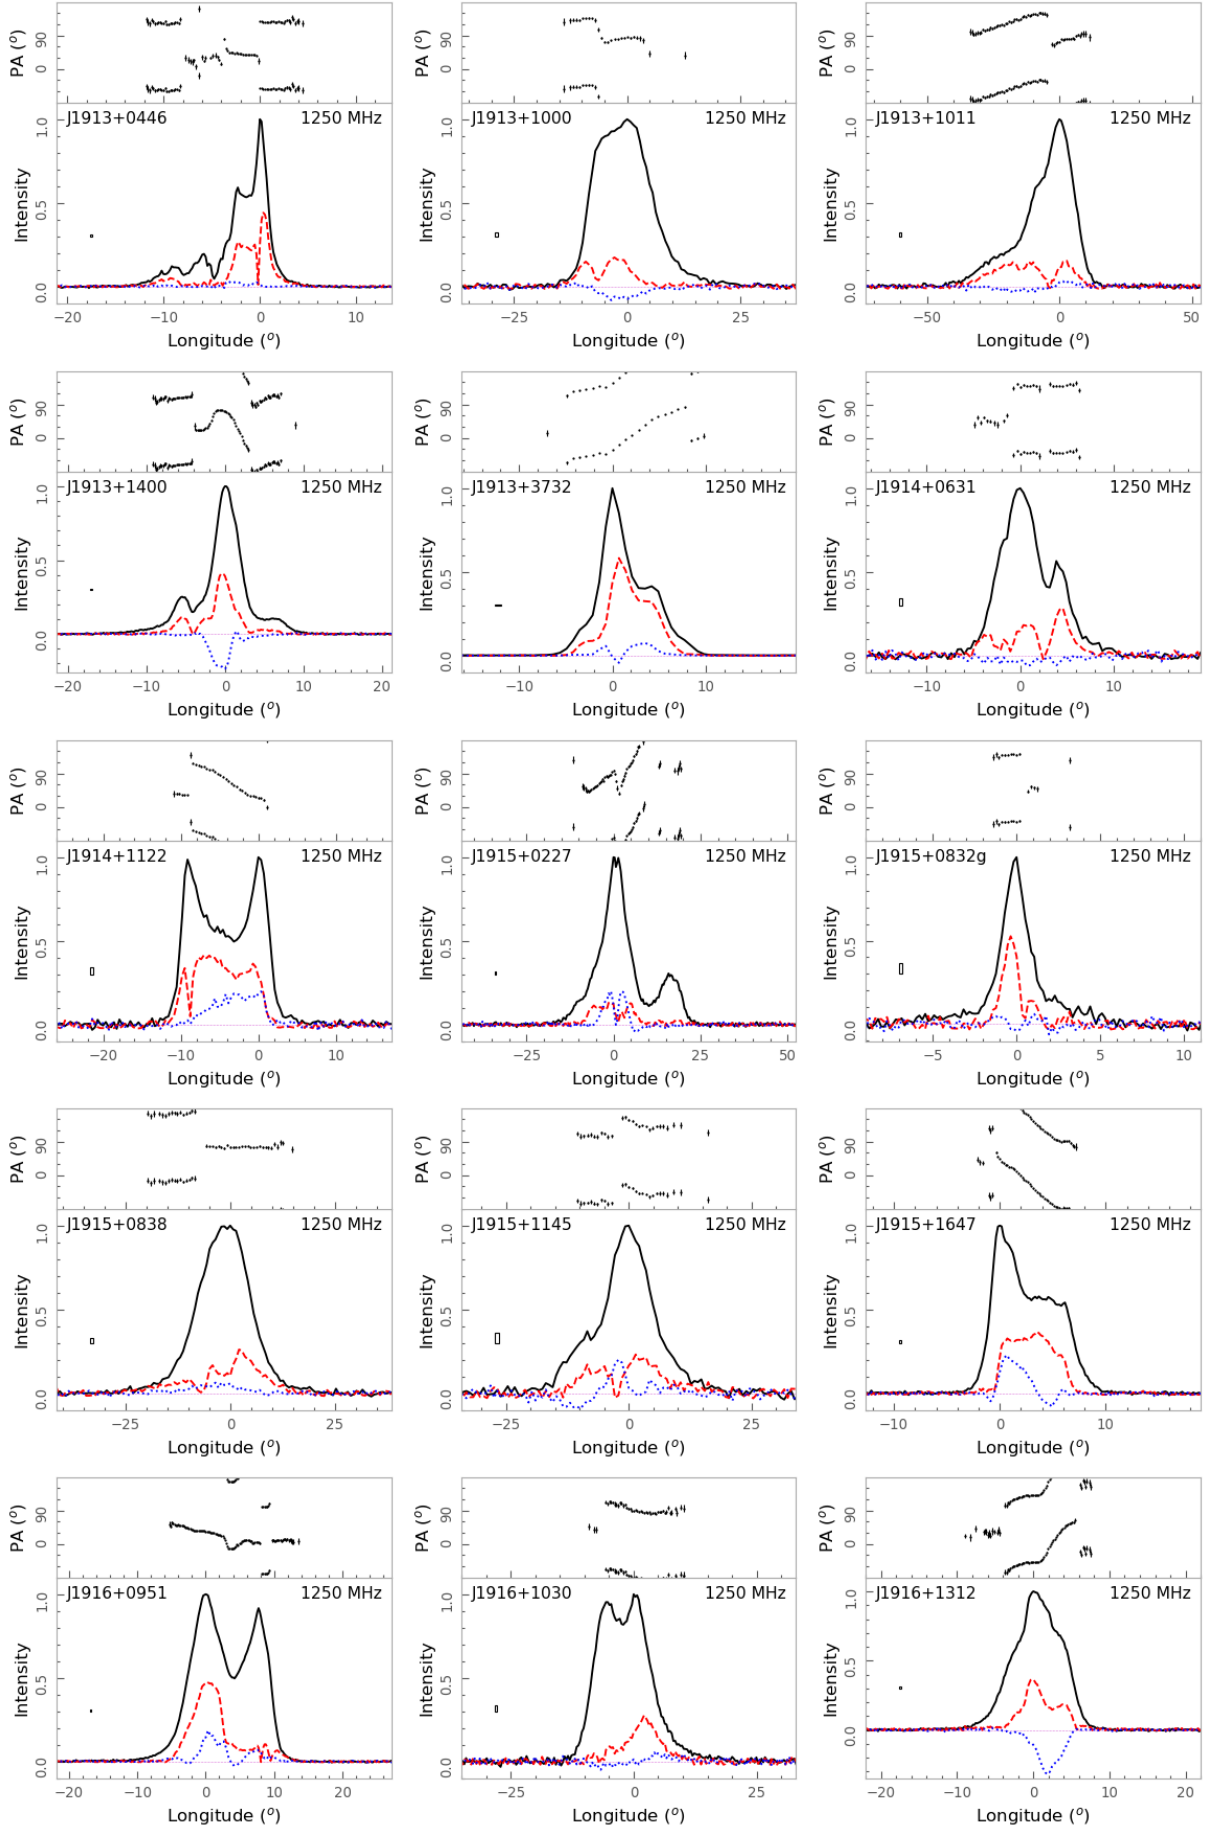 PA (°) 90 0
J1913+0446 1250 MHz
Intensity 1.0 0.5 0.0
−20 −10 0 10
Longitude (°)
PA (°) 90 0
J1913+1000 1250 MHz
Intensity 1.0 0.5 0.0
−25 0 25
Longitude (°)
PA (°) 90 0
J1913+1011 1250 MHz
Intensity 1.0 0.5 0.0
−50 0 50
Longitude (°)
PA (°) 90 0
J1913+1400 1250 MHz
Intensity 1.0 0.5 0.0
−20 −10 0 10 20
Longitude (°)
PA (°) 90 0
J1913+3732 1250 MHz
Intensity 1.0 0.5 0.0
−10 0 10
Longitude (°)
PA (°) 90 0
J1914+0631 1250 MHz
Intensity 1.0 0.5 0.0
−10 0 10
Longitude (°)
PA (°) 90 0
J1914+1122 1250 MHz
Intensity 1.0 0.5 0.0
−20 −10 0 10
Longitude (°)
PA (°) 90 0
J1915+0227 1250 MHz
Intensity 1.0 0.5 0.0
−50 −25 0 25 50
Longitude (°)
PA (°) 90 0
J1915+0832g 1250 MHz
Intensity 1.0 0.5 0.0
−5 0 5 10
Longitude (°)
PA (°) 90 0
J1915+0838 1250 MHz
Intensity 1.0 0.5 0.0
−25 0 25
Longitude (°)
PA (°) 90 0
J1915+1145 1250 MHz
Intensity 1.0 0.5 0.0
−25 0 25
Longitude (°)
PA (°) 90 0
J1915+1647 1250 MHz
Intensity 1.0 0.5 0.0
−10 0 10
Longitude (°)
PA (°) 90 0
J1916+0951 1250 MHz
Intensity 1.0 0.5 0.0
−20 −10 0 10 20
Longitude (°)
PA (°) 90 0
J1916+1030 1250 MHz
Intensity 1.0 0.5 0.0
−25 0 25
Longitude (°)
PA (°) 90 0
J1916+1312 1250 MHz
Intensity 1.0 0.5 0.0
−20 −10 0 10 20
Longitude (°)